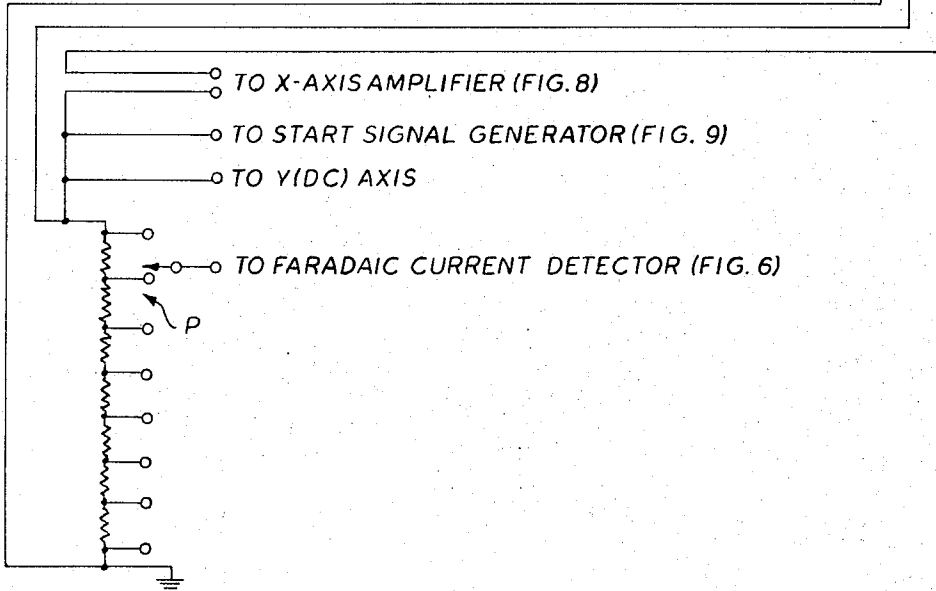 TO X-AXIS AMPLIFIER (FIG. 8)
TO START SIGNAL GENERATOR (FIG. 9)
TO Y(DC) AXIS
TO FARADAIC CURRENT DETECTOR (FIG. 6)
P